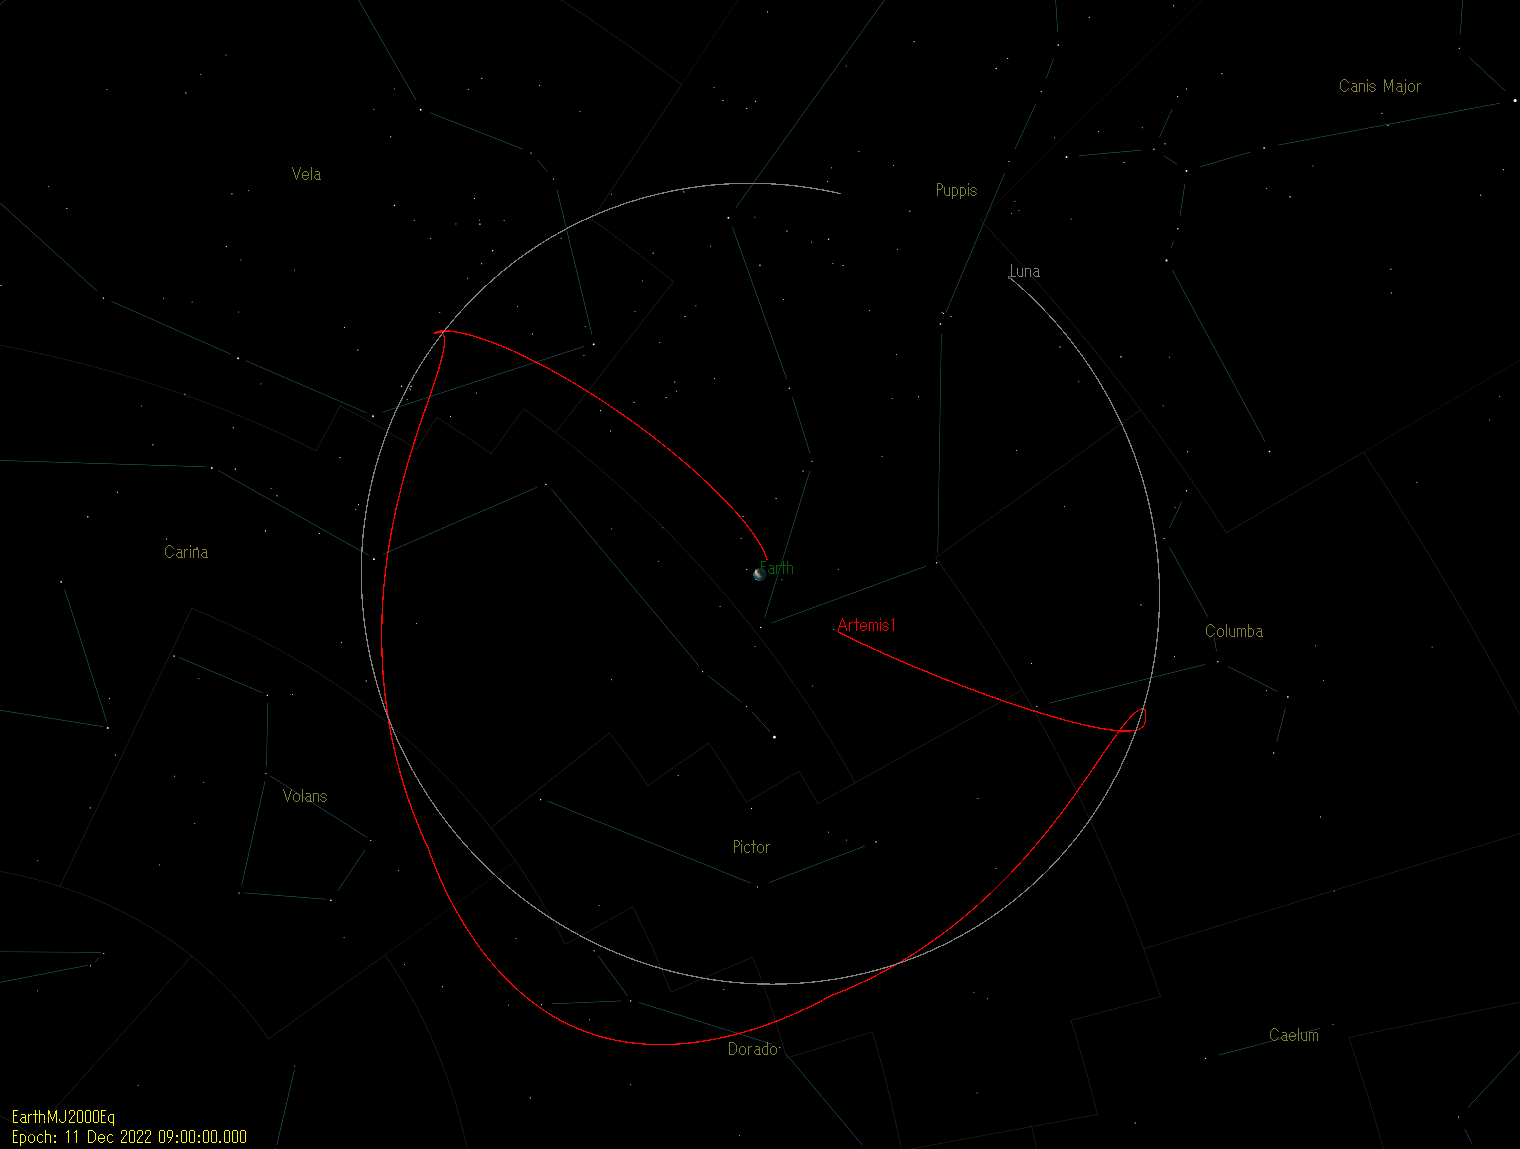 Canis Major
Vela
Puppis
Luna
Carina
Earth
Artemis1
Columba
Volans
Pictor
Caelum
Dorado
EarthMJ2000Eq
Epoch: 11 Dec 2022 09:00:00.000